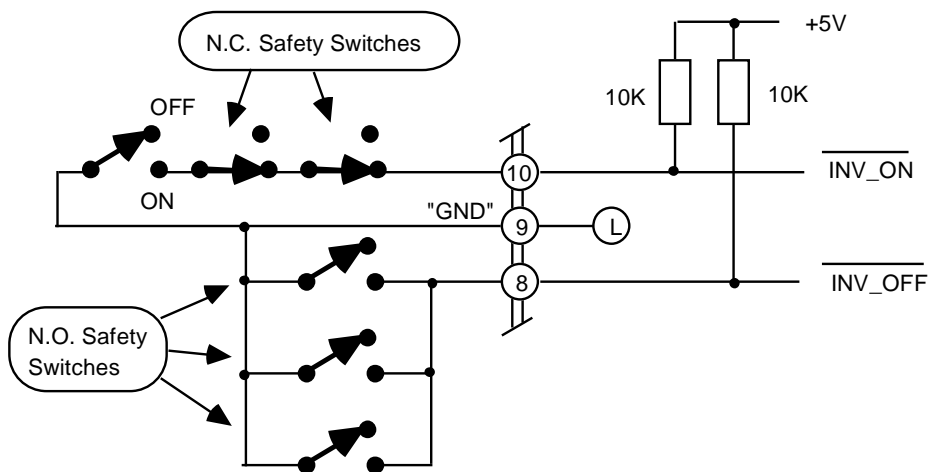 N.C. Safety Switches
+5V
10K
10K
OFF
ON
10
INV_ON
"GND"
9
L
8
INV_OFF
N.O. Safety
Switches